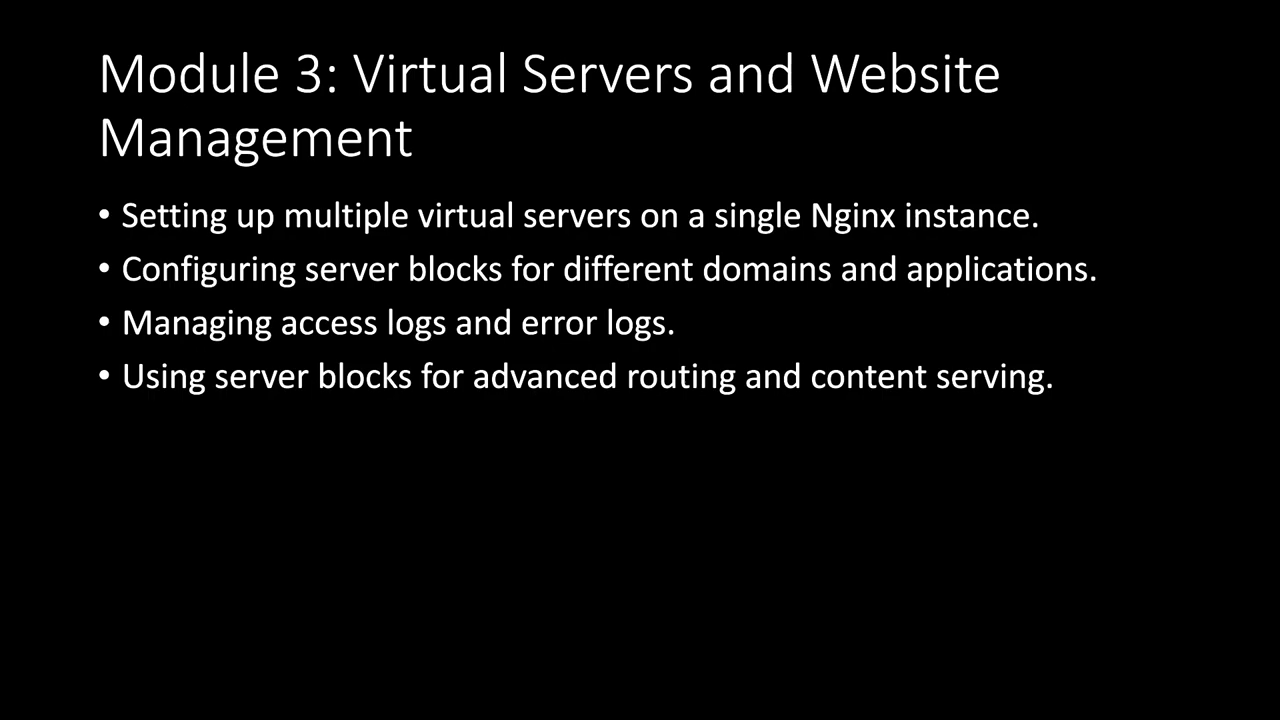 Module 3: Virtual Servers and Website
Management
• Setting up multiple virtual servers on a single Nginx instance.
• Configuring server blocks for different domains and applications.
• Managing access logs and error logs.
• Using server blocks for advanced routing and content serving.